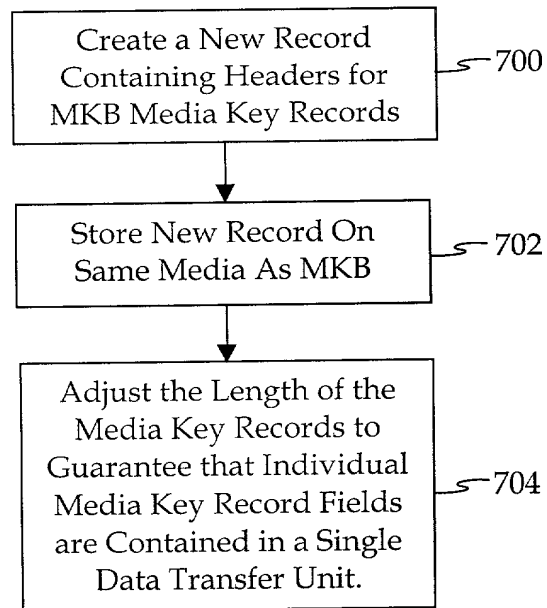 Create a New Record
Containing Headers for
MKB Media Key Records
700
Store New Record On
Same Media As MKB
702
Adjust the Length of the
Media Key Records to
Guarantee that Individual
Media Key Record Fields
are Contained in a Single
Data Transfer Unit.
704